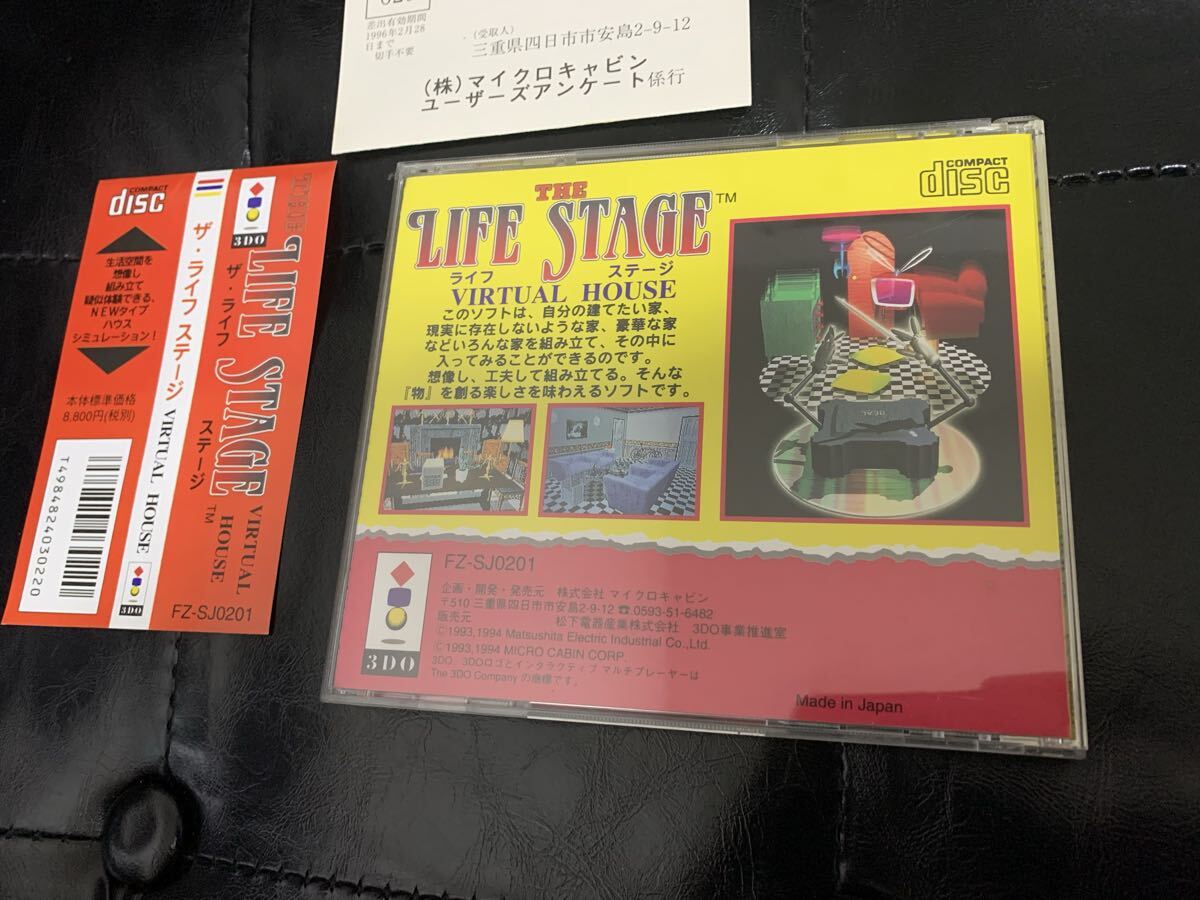 差出有効期間
1996年2月28
日まで
切手不要
(受取人)
三重県四日市市安島2-9-12
(株)マイクロキャビン
ユーザーズアンケート係行
COMPACT
disc
生活空間を
想像し
組み立て
疑似体験できる、
NEWタイプ
ハウス
シミュレーション!
本体標準価格
8,800円(税別)
T4984824030220
ザ・ライフ ステージ VIRTUAL HOUSE
3DO
3DO
THE LIFE STAGE
ザ・ライフ ステージ
VIRTUAL HOUSE
TM
FZ-SJ0201
THE
LIFE STAGE TM
ライフ ステージ
VIRTUAL HOUSE
COMPACT
disc
このソフトは、自分の建てたい家、
現実に存在しないような家、豪華な家
などいろんな家を組み立て、その中に
入ってみることができるのです。
想像し、工夫して組み立てる。そんな
『物』を創る楽しさを味わえるソフトです。
3DO
FZ-SJ0201
企画・開発・発売元 株式会社 マイクロキャビン
〒510 三重県四日市市安島2-9-12 ☎.0593-51-6482
販売元 松下電器産業株式会社 3DO事業推進室
©1993,1994 Matsushita Electric Industrial Co.,Ltd.
©1993,1994 MICRO CABIN CORP.
3DO、3DOロゴとインタラクティブ マルチプレーヤーは
The 3DO Company の商標です。
Made in Japan